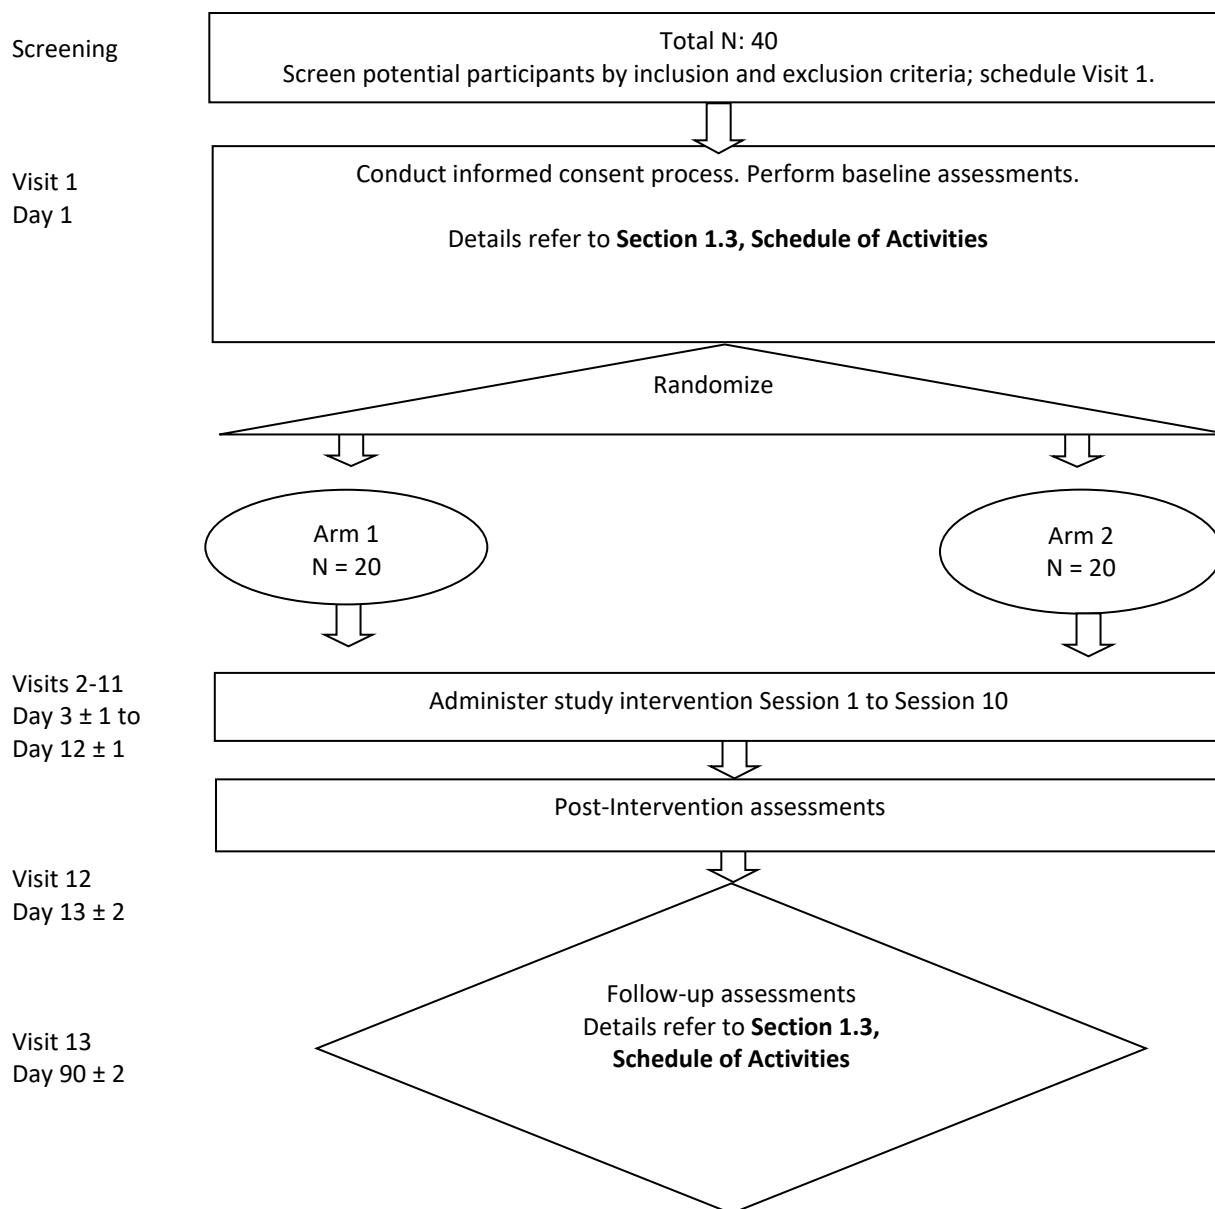 Screening
Total N: 40
Screen potential participants by inclusion and exclusion criteria; schedule Visit 1.
Visit 1
Day 1
Conduct informed consent process. Perform baseline assessments.
Details refer to Section 1.3, Schedule of Activities
Randomize
Arm 1
N = 20
Arm 2
N = 20
Visits 2-11
Day 3 ± 1 to
Day 12 ± 1
Administer study intervention Session 1 to Session 10
Post-Intervention assessments
Visit 12
Day 13 ± 2
Follow-up assessments
Details refer to Section 1.3,
Schedule of Activities
Visit 13
Day 90 ± 2